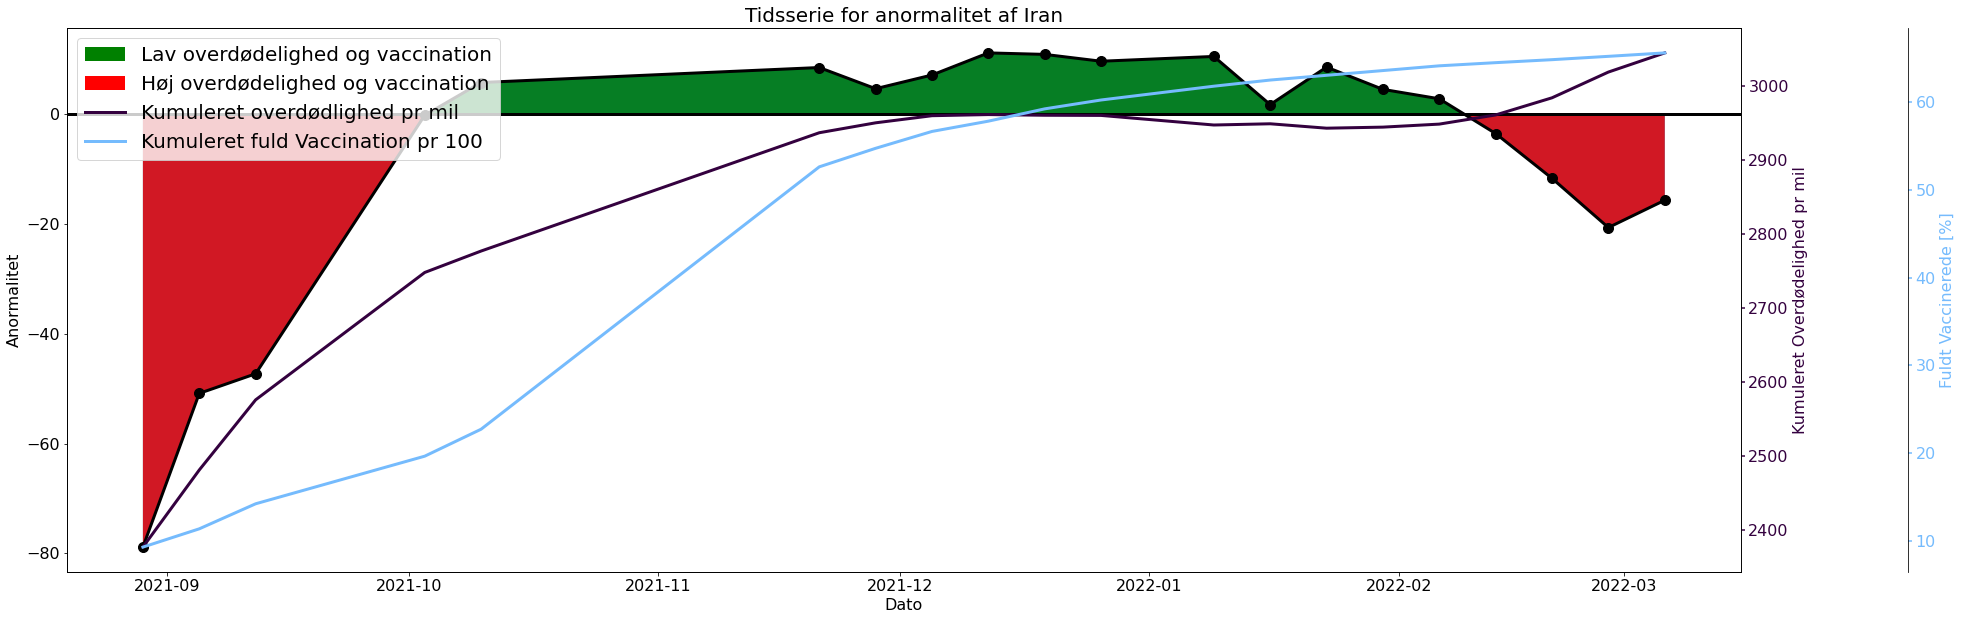 Tidsserie for anormalitet af Iran
Lav overdødelighed og vaccination
Høj overdødelighed og vaccination
Kumuleret overdødlighed pr mil
Kumuleret fuld Vaccination pr 100
Anormalitet
0
−20
−40
−60
−80
2021-09
2021-10
2021-11
2021-12
2022-01
2022-02
2022-03
Dato
3000
2900
2800
2700
2600
2500
2400
Kumuleret Overdødelighed pr mil
60
50
40
30
20
10
Fuldt Vaccinerede [%]